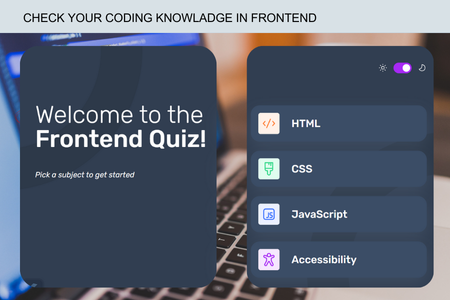 CHECK YOUR CODING KNOWLADGE IN FRONTEND
Welcome to the
Frontend Quiz!
Pick a subject to get started
HTML
CSS
JavaScript
Accessibility